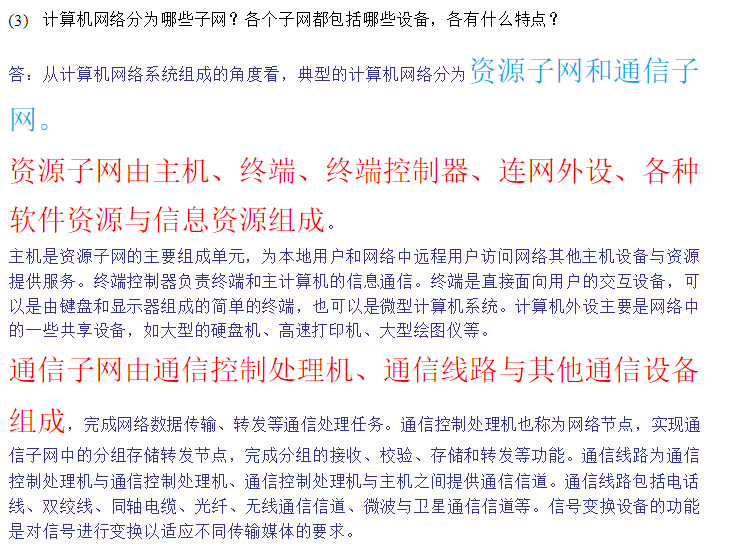 (3) 计算机网络分为哪些子网？各个子网都包括哪些设备，各有什么特点？
答：从计算机网络系统组成的角度看，典型的计算机网络分为资源子网和通信子
网。
资源子网由主机、终端、终端控制器、连网外设、各种
软件资源与信息资源组成。
主机是资源子网的主要组成单元，为本地用户和网络中远程用户访问网络其他主机设备与资源
提供服务。终端控制器负责终端和主计算机的信息通信。终端是直接面向用户的交互设备，可
以是由键盘和显示器组成的简单的终端，也可以是微型计算机系统。计算机外设主要是网络中
的一些共享设备，如大型的硬盘机、高速打印机、大型绘图仪等。
通信子网由通信控制处理机、通信线路与其他通信设备
组成，完成网络数据传输、转发等通信处理任务。通信控制处理机也称为网络节点，实现通
信子网中的分组存储转发节点，完成分组的接收、校验、存储和转发等功能。通信线路为通信
控制处理机与通信控制处理机、通信控制处理机与主机之间提供通信信道。通信线路包括电话
线、双绞线、同轴电缆、光纤、无线通信信道、微波与卫星通信信道等。信号变换设备的功能
是对信号进行变换以适应不同传输媒体的要求。